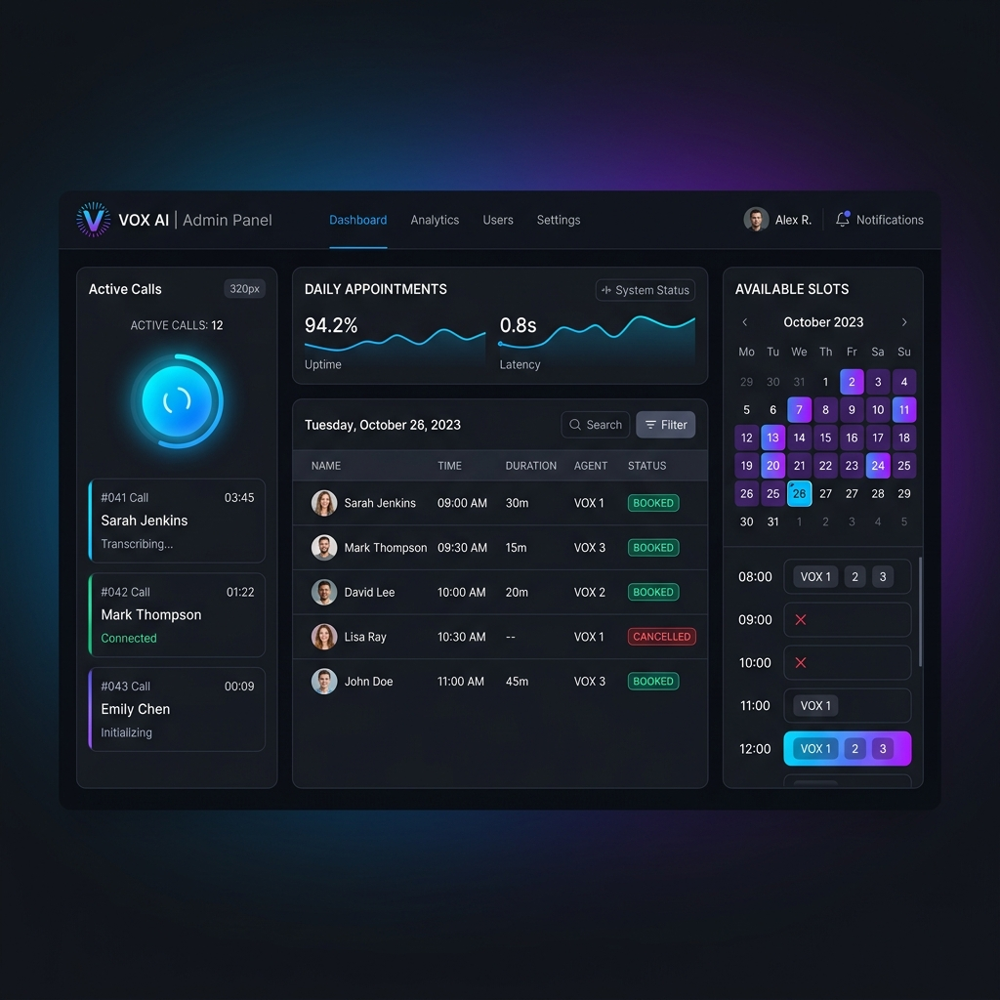 VOX AI | Admin Panel
Dashboard
Analytics
Users
Settings
Alex R.
Notifications
Active Calls
320px
ACTIVE CALLS: 12
#041 Call 03:45
Sarah Jenkins
Transcribing...
#042 Call 01:22
Mark Thompson
Connected
#043 Call 00:09
Emily Chen
Initializing
DAILY APPOINTMENTS
System Status
94.2%
Uptime
0.8s
Latency
Tuesday, October 26, 2023
Search
Filter
NAME TIME DURATION AGENT STATUS
Sarah Jenkins 09:00 AM 30m VOX 1 BOOKED
Mark Thompson 09:30 AM 15m VOX 3 BOOKED
David Lee 10:00 AM 20m VOX 2 BOOKED
Lisa Ray 10:30 AM -- VOX 1 CANCELLED
John Doe 11:00 AM 45m VOX 3 BOOKED
AVAILABLE SLOTS
October 2023
Mo Tu We Th Fr Sa Su
29 30 31 1 2 3 4
5 6 7 8 9 10 11
12 13 14 15 16 17 18
19 20 21 22 23 24 25
26 25 26 27 27 28 29
30 31 1 2 3 4 5
08:00 VOX 1 2 3
09:00
10:00
11:00 VOX 1
12:00 VOX 1 2 3